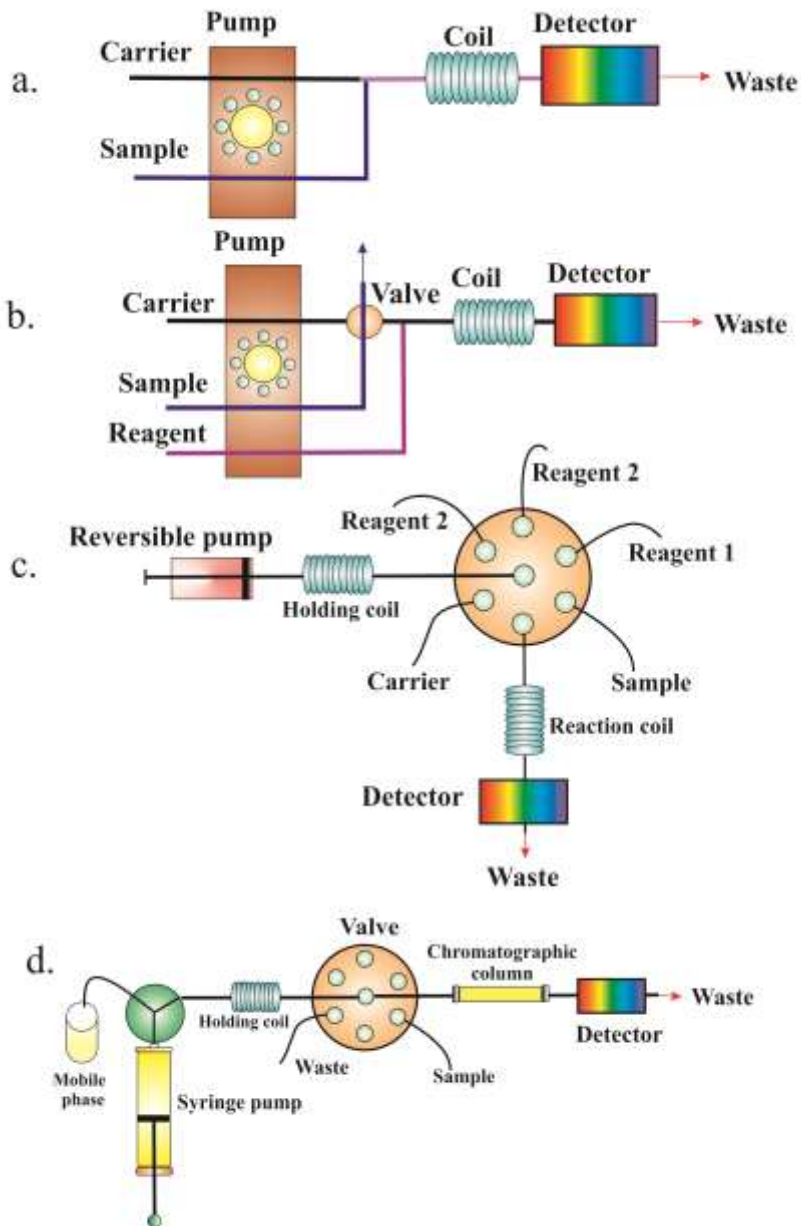 a.
Pump
Carrier
Sample
Coil
Detector
Waste
b.
Pump
Carrier
Sample
Reagent
Valve
Coil
Detector
Waste
c.
Reversible pump
Holding coil
Reagent 2
Reagent 2
Reagent 1
Carrier
Sample
Reaction coil
Detector
Waste
d.
Mobile
phase
Syringe pump
Holding coil
Valve
Waste
Sample
Chromatographic
column
Detector
Waste